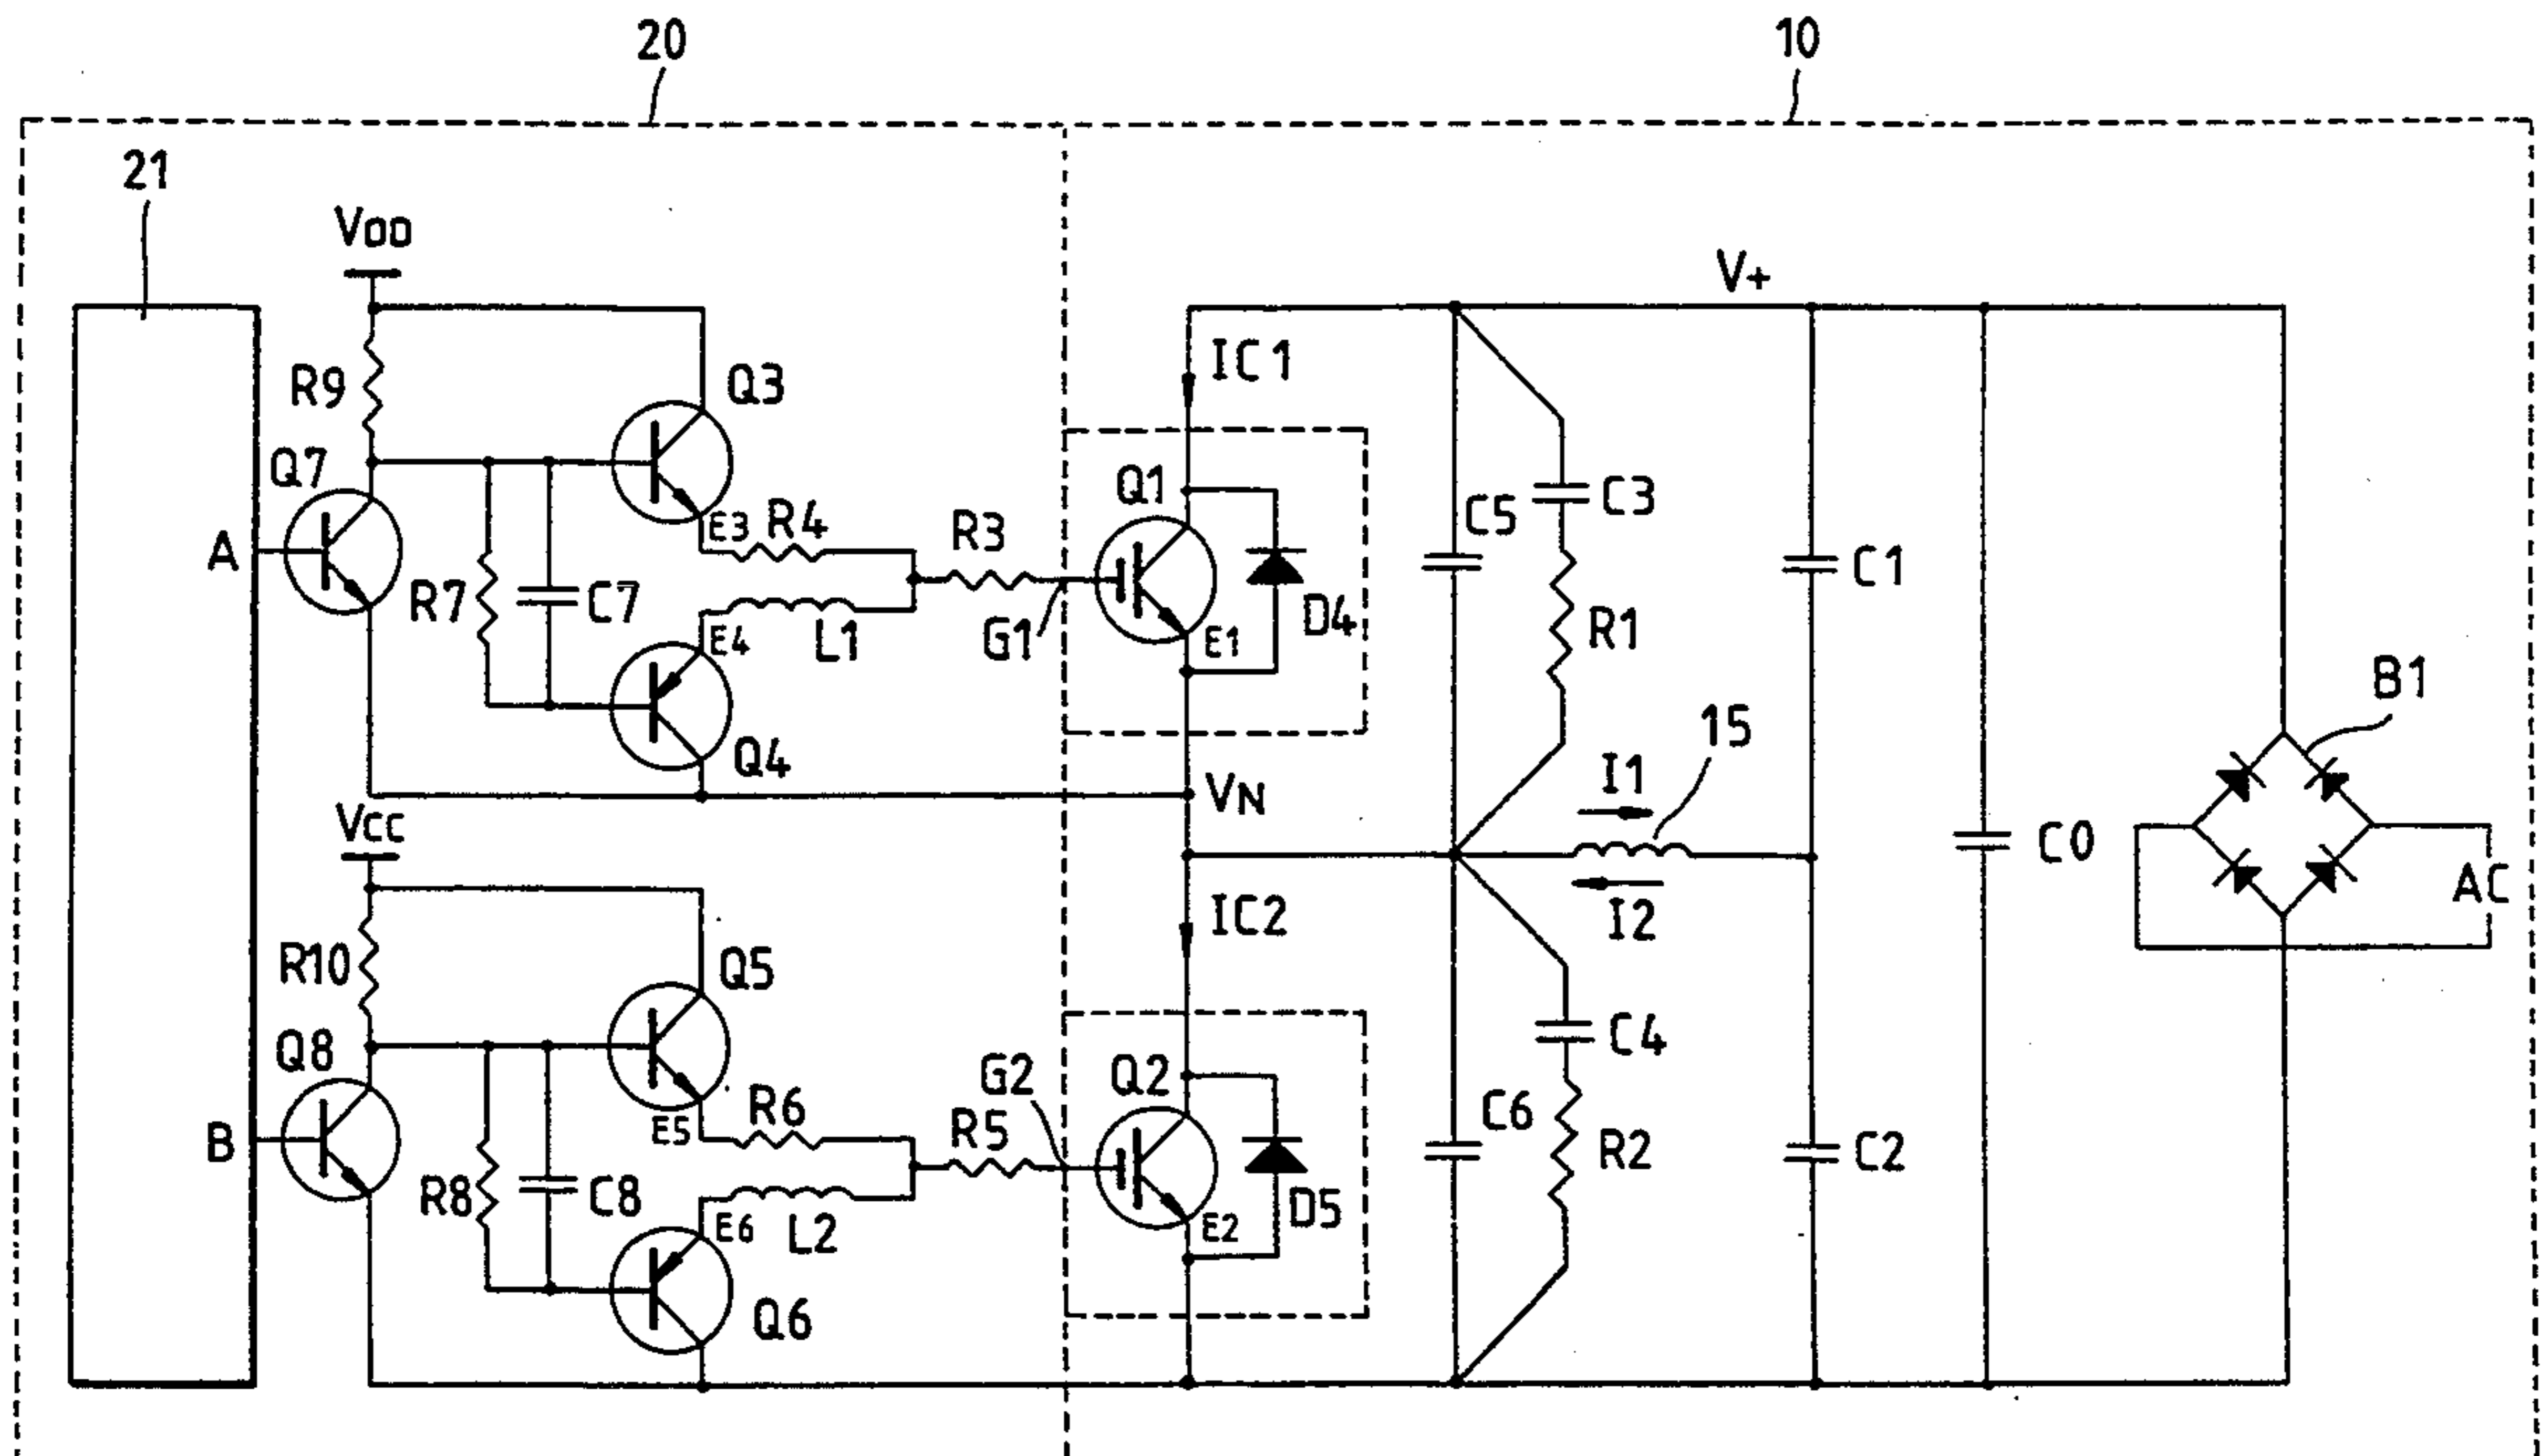 20
10
21
VDD
V+
R9
Q3
IC1
Q7
Q1
C5
C3
A
E3
R4
R3
C1
R7
C7
R1
E4
L1
G1
E1
D4
B1
Q4
15
I1
VN
VCC
C0
AC
I2
IC2
R10
Q5
Q8
C4
G2
Q2
R6
C6
B
E5
R5
R2
C2
R8
C8
E6
L2
E2
D5
Q6